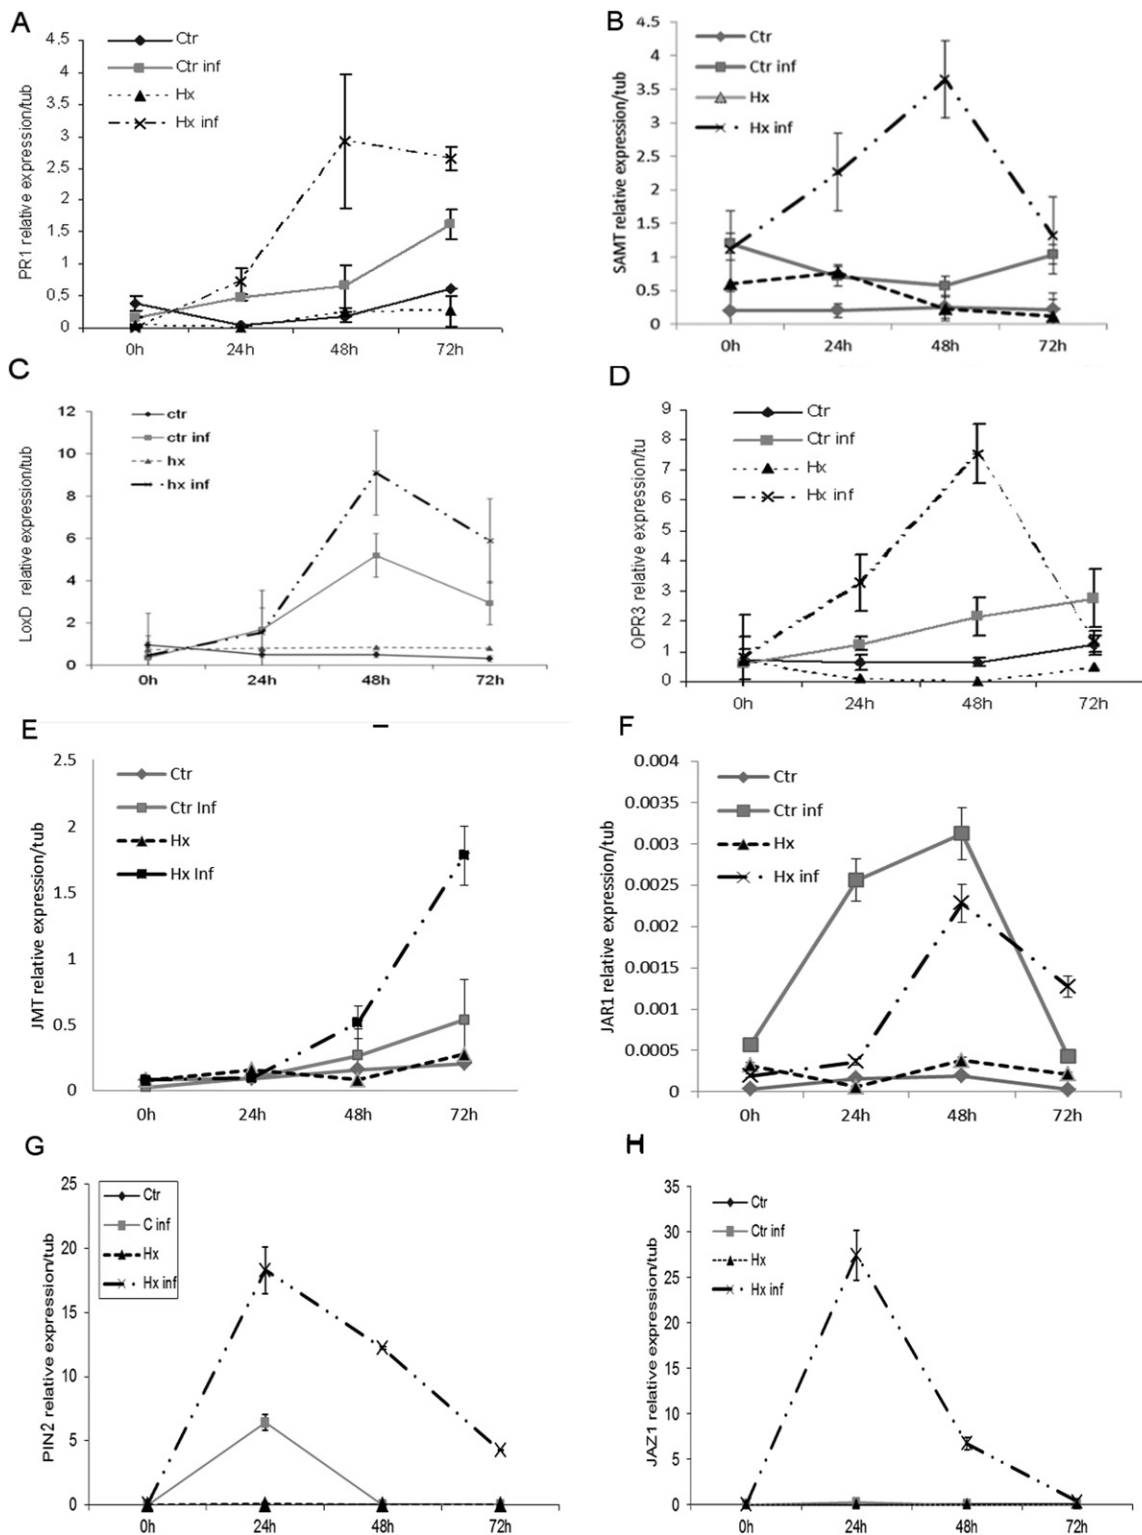 A
PR1 relative expression/tub
4.5
4
3.5
3
2.5
2
1.5
1
0.5
0
Ctr
Ctr inf
Hx
Hx inf
0h 24h 48h 72h
B
SAMT relative expression/tub
4.5
4
3.5
3
2.5
2
1.5
1
0.5
0
Ctr
Ctr inf
Hx
Hx inf
0h 24h 48h 72h
C
LoxD relative expression/tub
12
10
8
6
4
2
0
ctr
ctr inf
hx
hx inf
0h 24h 48h 72h
D
OPR3 relative expression/tu
9
8
7
6
5
4
3
2
1
0
Ctr
Ctr inf
Hx
Hx inf
0h 24h 48h 72h
E
JMT relative expression/tub
2.5
2
1.5
1
0.5
0
Ctr
Ctr Inf
Hx
Hx Inf
0h 24h 48h 72h
F
JAR1 relative expression/tub
0.004
0.0035
0.003
0.0025
0.002
0.0015
0.001
0.0005
0
Ctr
Ctr inf
Hx
Hx inf
0h 24h 48h 72h
G
PIN2 relative expression/tub
25
20
15
10
5
0
Ctr
C inf
Hx
Hx inf
0h 24h 48h 72h
H
JAZ1 relative expression/tub
35
30
25
20
15
10
5
0
Ctr
Ctr inf
Hx
Hx inf
0h 24h 48h 72h